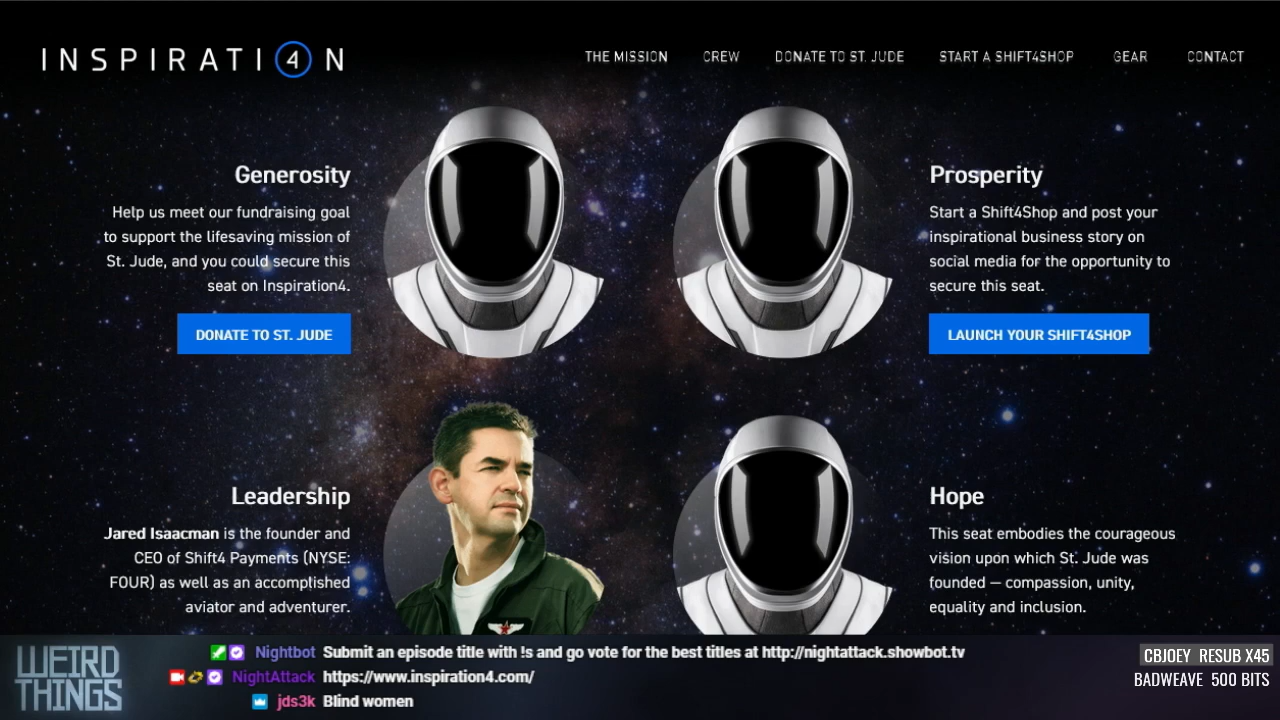 INSPIRATI4N
THE MISSION CREW DONATE TO ST. JUDE START A SHIFT4SHOP GEAR CONTACT
Generosity
Help us meet our fundraising goal
to support the lifesaving mission of
St. Jude, and you could secure this
seat on Inspiration4.
DONATE TO ST. JUDE
Prosperity
Start a Shift4Shop and post your
inspirational business story on
social media for the opportunity to
secure this seat.
LAUNCH YOUR SHIFT4SHOP
Leadership
Jared Isaacman is the founder and
CEO of Shift4 Payments (NYSE:
FOUR) as well as an accomplished
aviator and adventurer.
Hope
This seat embodies the courageous
vision upon which St. Jude was
founded — compassion, unity,
equality and inclusion.
WEIRD
THINGS
Nightbot Submit an episode title with !s and go vote for the best titles at http://nightattack.showbot.tv
NightAttack https://www.inspiration4.com/
jds3k Blind women
CBJOEY RESUB X45
BADWEAVE 500 BITS